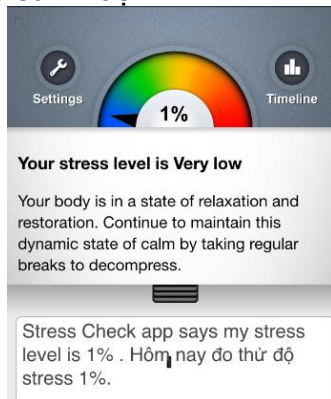 Settings
1%
Timeline
Your stress level is Very low
Your body is in a state of relaxation and
restoration. Continue to maintain this
dynamic state of calm by taking regular
breaks to decompress.
Stress Check app says my stress
level is 1% . Hôm nay đo thử độ
stress 1%.